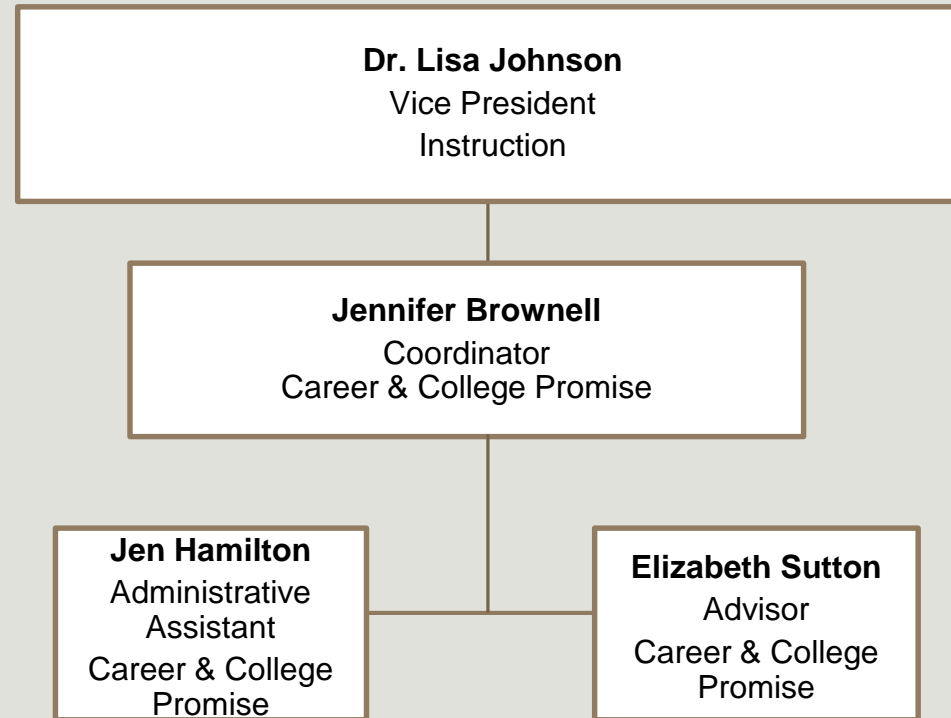 Dr. Lisa Johnson
Vice President
Instruction
Jennifer Brownell
Coordinator
Career & College Promise
Jen Hamilton
Administrative
Assistant
Career & College
Promise
Elizabeth Sutton
Advisor
Career & College
Promise